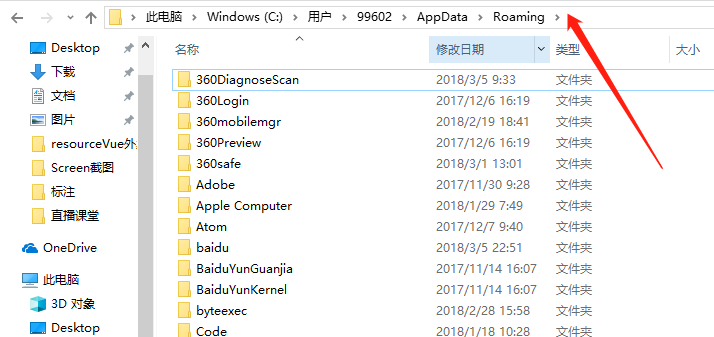 此电脑 > Windows (C:) > 用户 > 99602 > AppData > Roaming >
名称 修改日期 类型 大小
Desktop
下载
文档
图片
resourceVue外
Screen截图
标注
直播课堂
OneDrive
此电脑
3D 对象
Desktop
360DiagnoseScan 2018/3/5 9:33 文件夹
360Login 2017/12/6 16:19 文件夹
360mobilemgr 2018/2/19 18:41 文件夹
360Preview 2017/12/6 16:19 文件夹
360safe 2018/3/1 13:01 文件夹
Adobe 2017/11/30 9:28 文件夹
Apple Computer 2018/1/29 7:49 文件夹
Atom 2017/12/7 9:40 文件夹
baidu 2018/3/5 22:51 文件夹
BaiduYunGuanjia 2017/11/14 16:07 文件夹
BaiduYunKernel 2017/11/14 16:07 文件夹
byteexec 2018/2/28 15:58 文件夹
Code 2018/1/18 10:28 文件夹